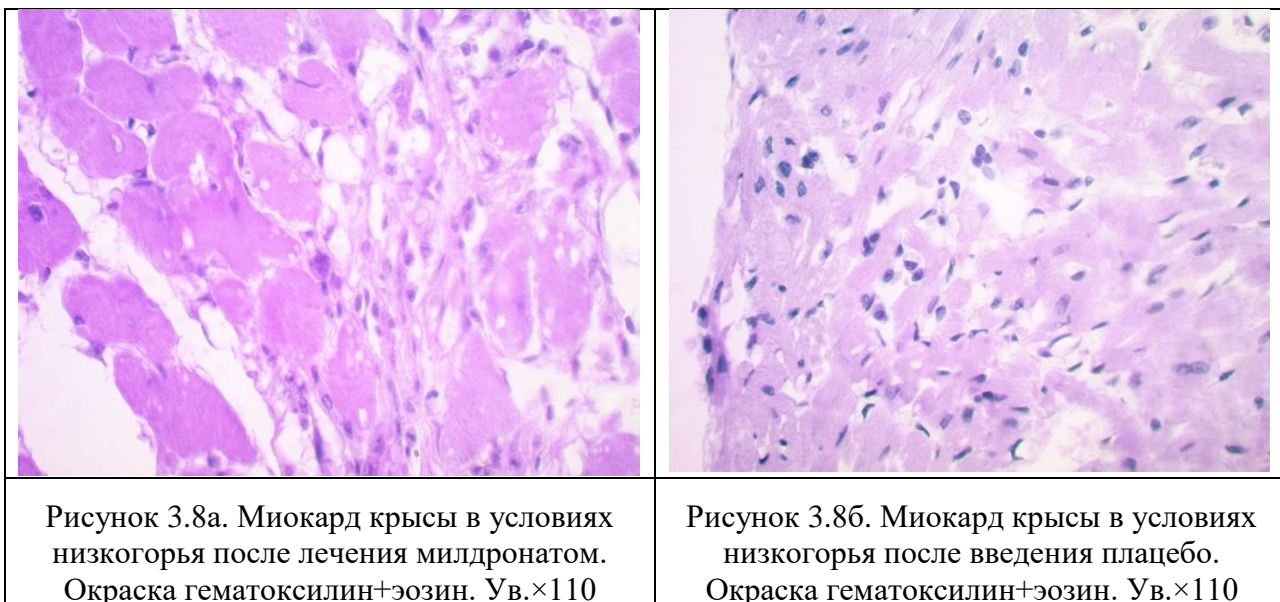 Рисунок 3.8а. Миокард крысы в условиях
низкогорья после лечения милдронатом.
Окраска гематоксилин+эозин. Ув.×110
Рисунок 3.8б. Миокард крысы в условиях
низкогорья после введения плацебо.
Окраска гематоксилин+эозин. Ув.×110